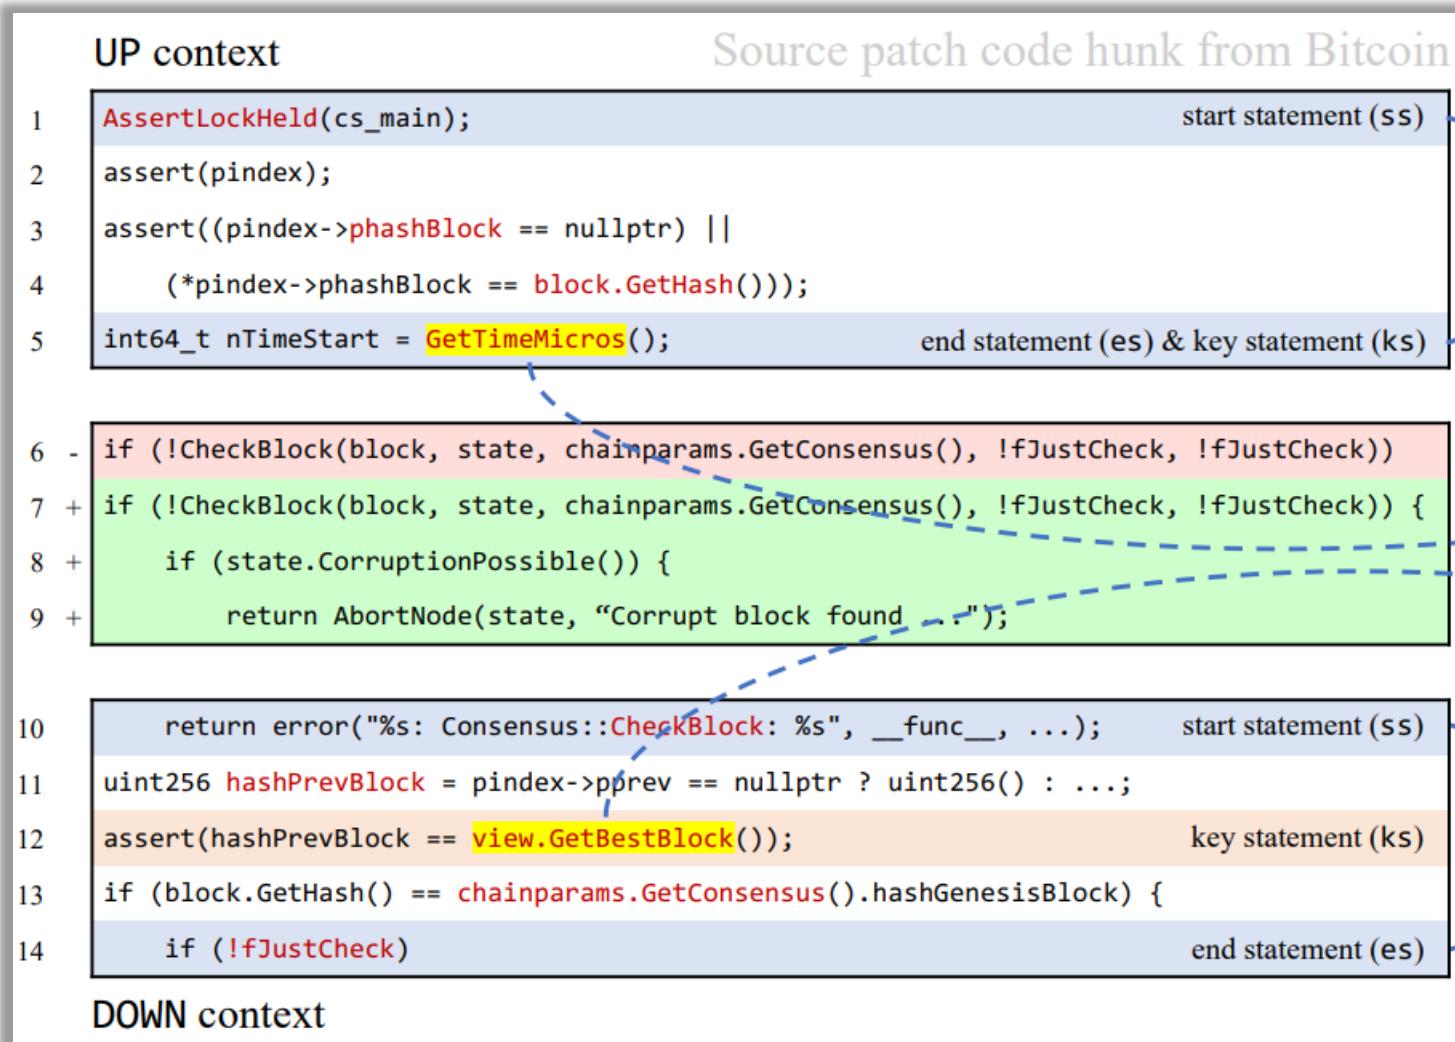 UP context
Source patch code hunk from Bitcoin
1 AssertLockHeld(cs_main); start statement (ss)
2 assert(pindex);
3 assert((pindex->phashBlock == nullptr) ||
4 (*pindex->phashBlock == block.GetHash()));
5 int64_t nTimeStart = GetTimeMicros(); end statement (es) & key statement (ks)
6 - if (!CheckBlock(block, state, chainparams.GetConsensus(), !fJustCheck, !fJustCheck))
7 + if (!CheckBlock(block, state, chainparams.GetConsensus(), !fJustCheck, !fJustCheck)) {
8 + if (state.CorruptionPossible()) {
9 + return AbortNode(state, “Corrupt block found ...");
10 return error("%s: Consensus::CheckBlock: %s", __func__, ...); start statement (ss)
11 uint256 hashPrevBlock = pindex->pprev == nullptr ? uint256() : ...;
12 assert(hashPrevBlock == view.GetBestBlock()); key statement (ks)
13 if (block.GetHash() == chainparams.GetConsensus().hashGenesisBlock) {
14 if (!fJustCheck) end statement (es)
DOWN context